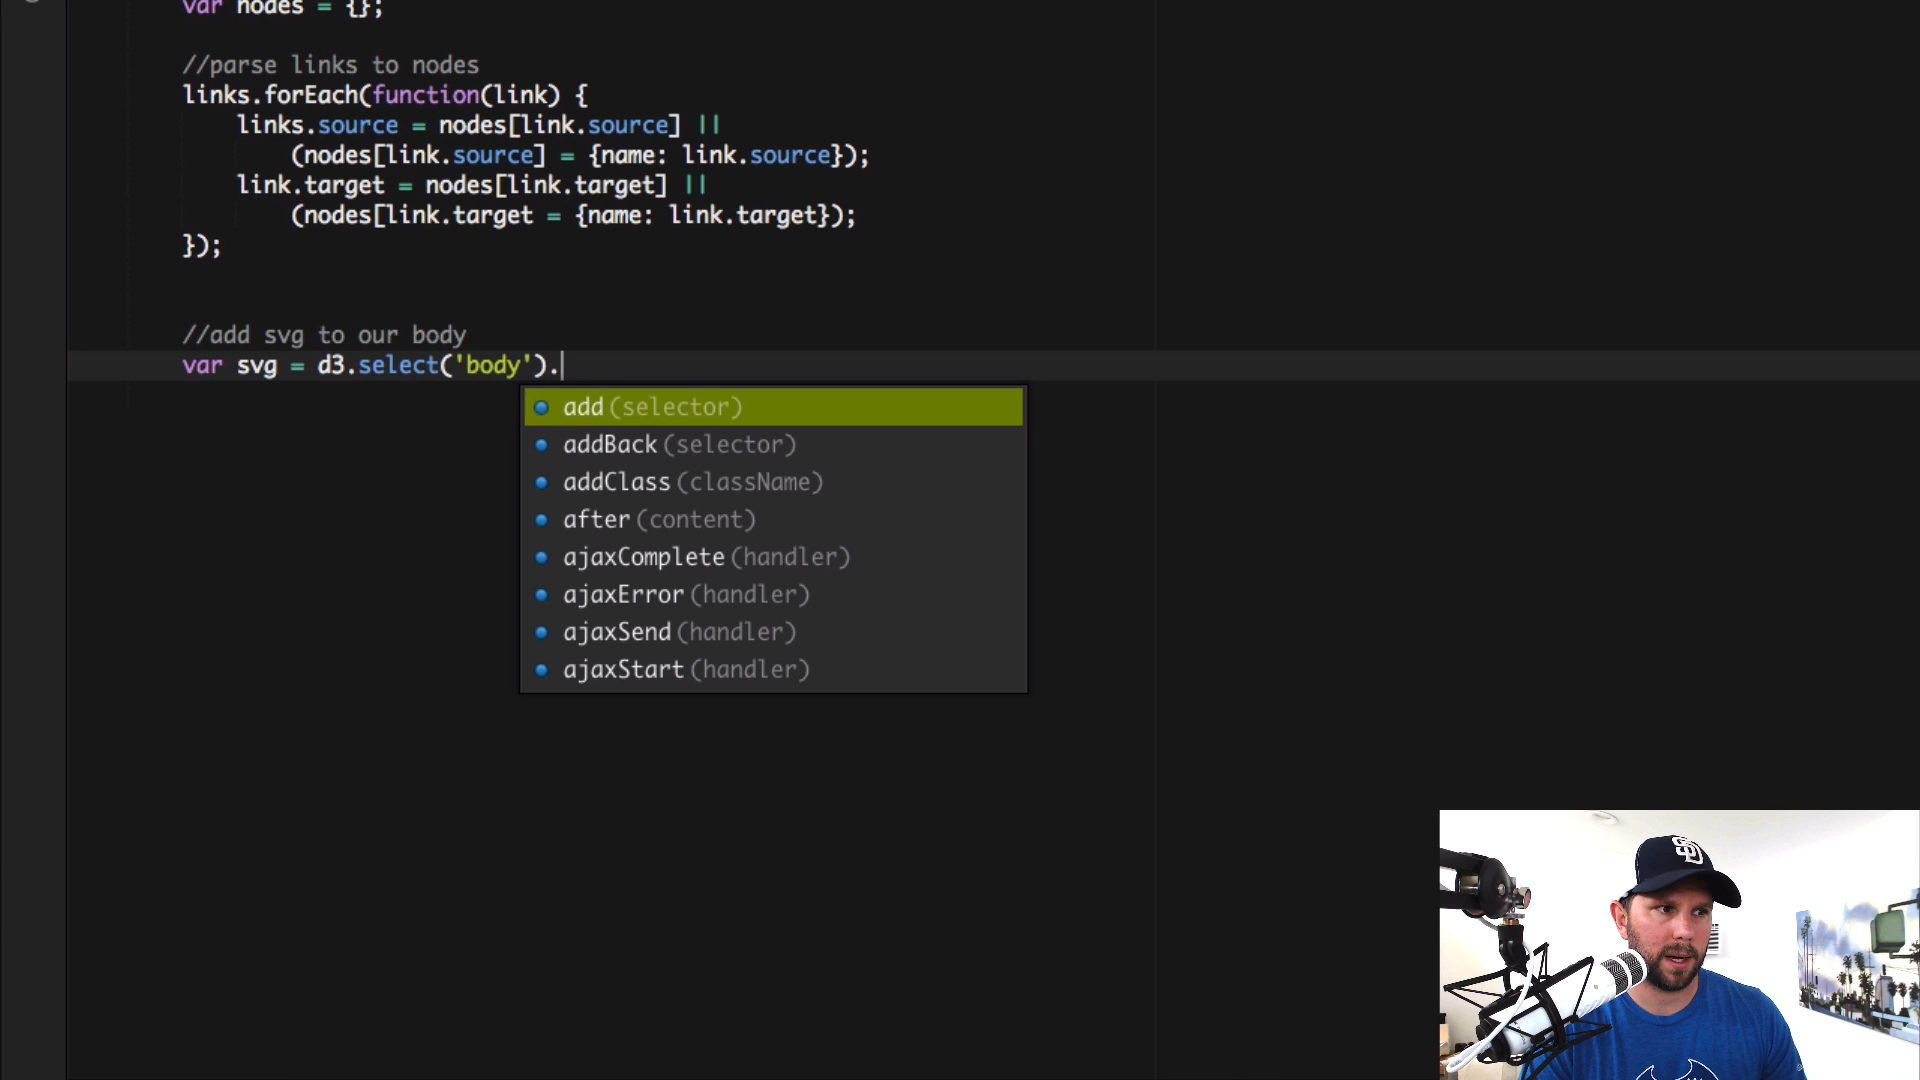 var nodes = {};
//parse links to nodes
links.forEach(function(link) {
links.source = nodes[link.source] ||
(nodes[link.source] = {name: link.source});
link.target = nodes[link.target] ||
(nodes[link.target = {name: link.target});
});
//add svg to our body
var svg = d3.select('body').
add(selector)
addBack(selector)
addClass(className)
after(content)
ajaxComplete(handler)
ajaxError(handler)
ajaxSend(handler)
ajaxStart(handler)
SD